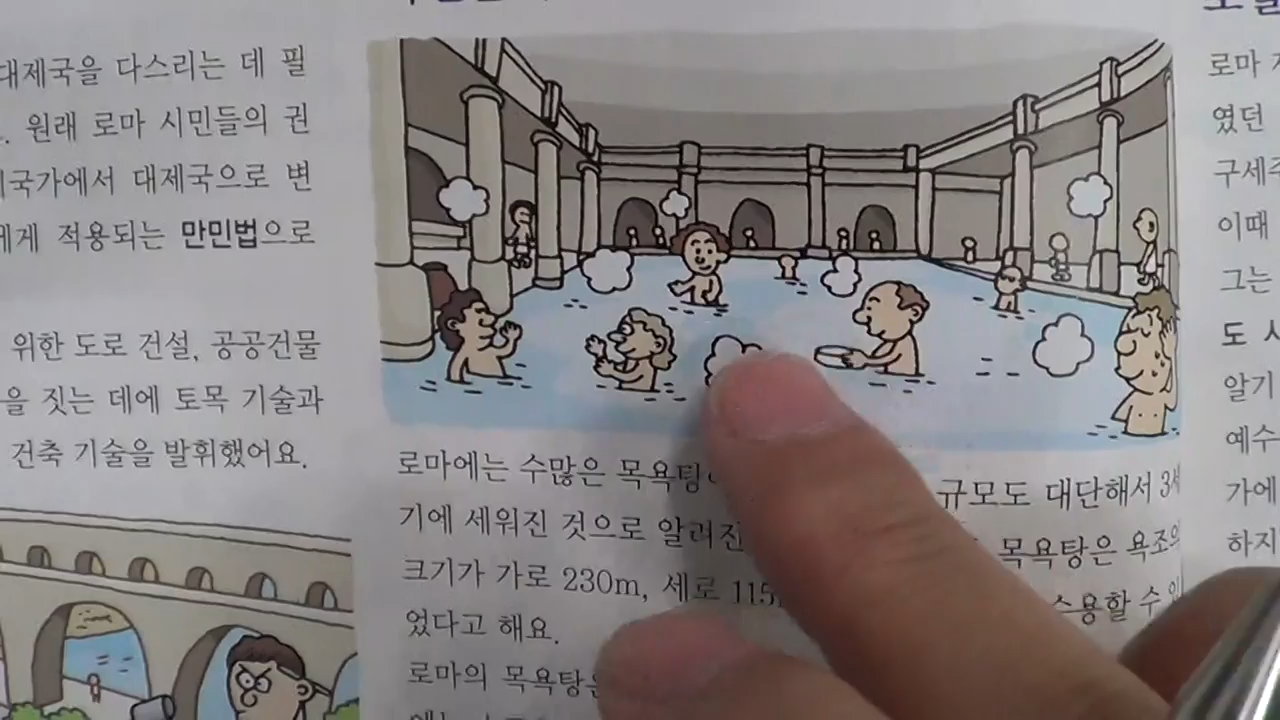 대제국을 다스리는 데 필
원래 로마 시민들의 권
국가에서 대제국으로 변
에게 적용되는 만민법으로
위한 도로 건설, 공공건물
을 짓는 데에 토목 기술과
건축 기술을 발휘했어요.
로마에는 수많은 목욕탕 규모도 대단해서 3세
기에 세워진 것으로 알려진 목욕탕은 욕조의
크기가 가로 230m, 세로 115 수용할 수 있
었다고 해요.
로마의 목욕탕은
로마
였던
구세주
이때
그는
도
알기
예수
가에
하지